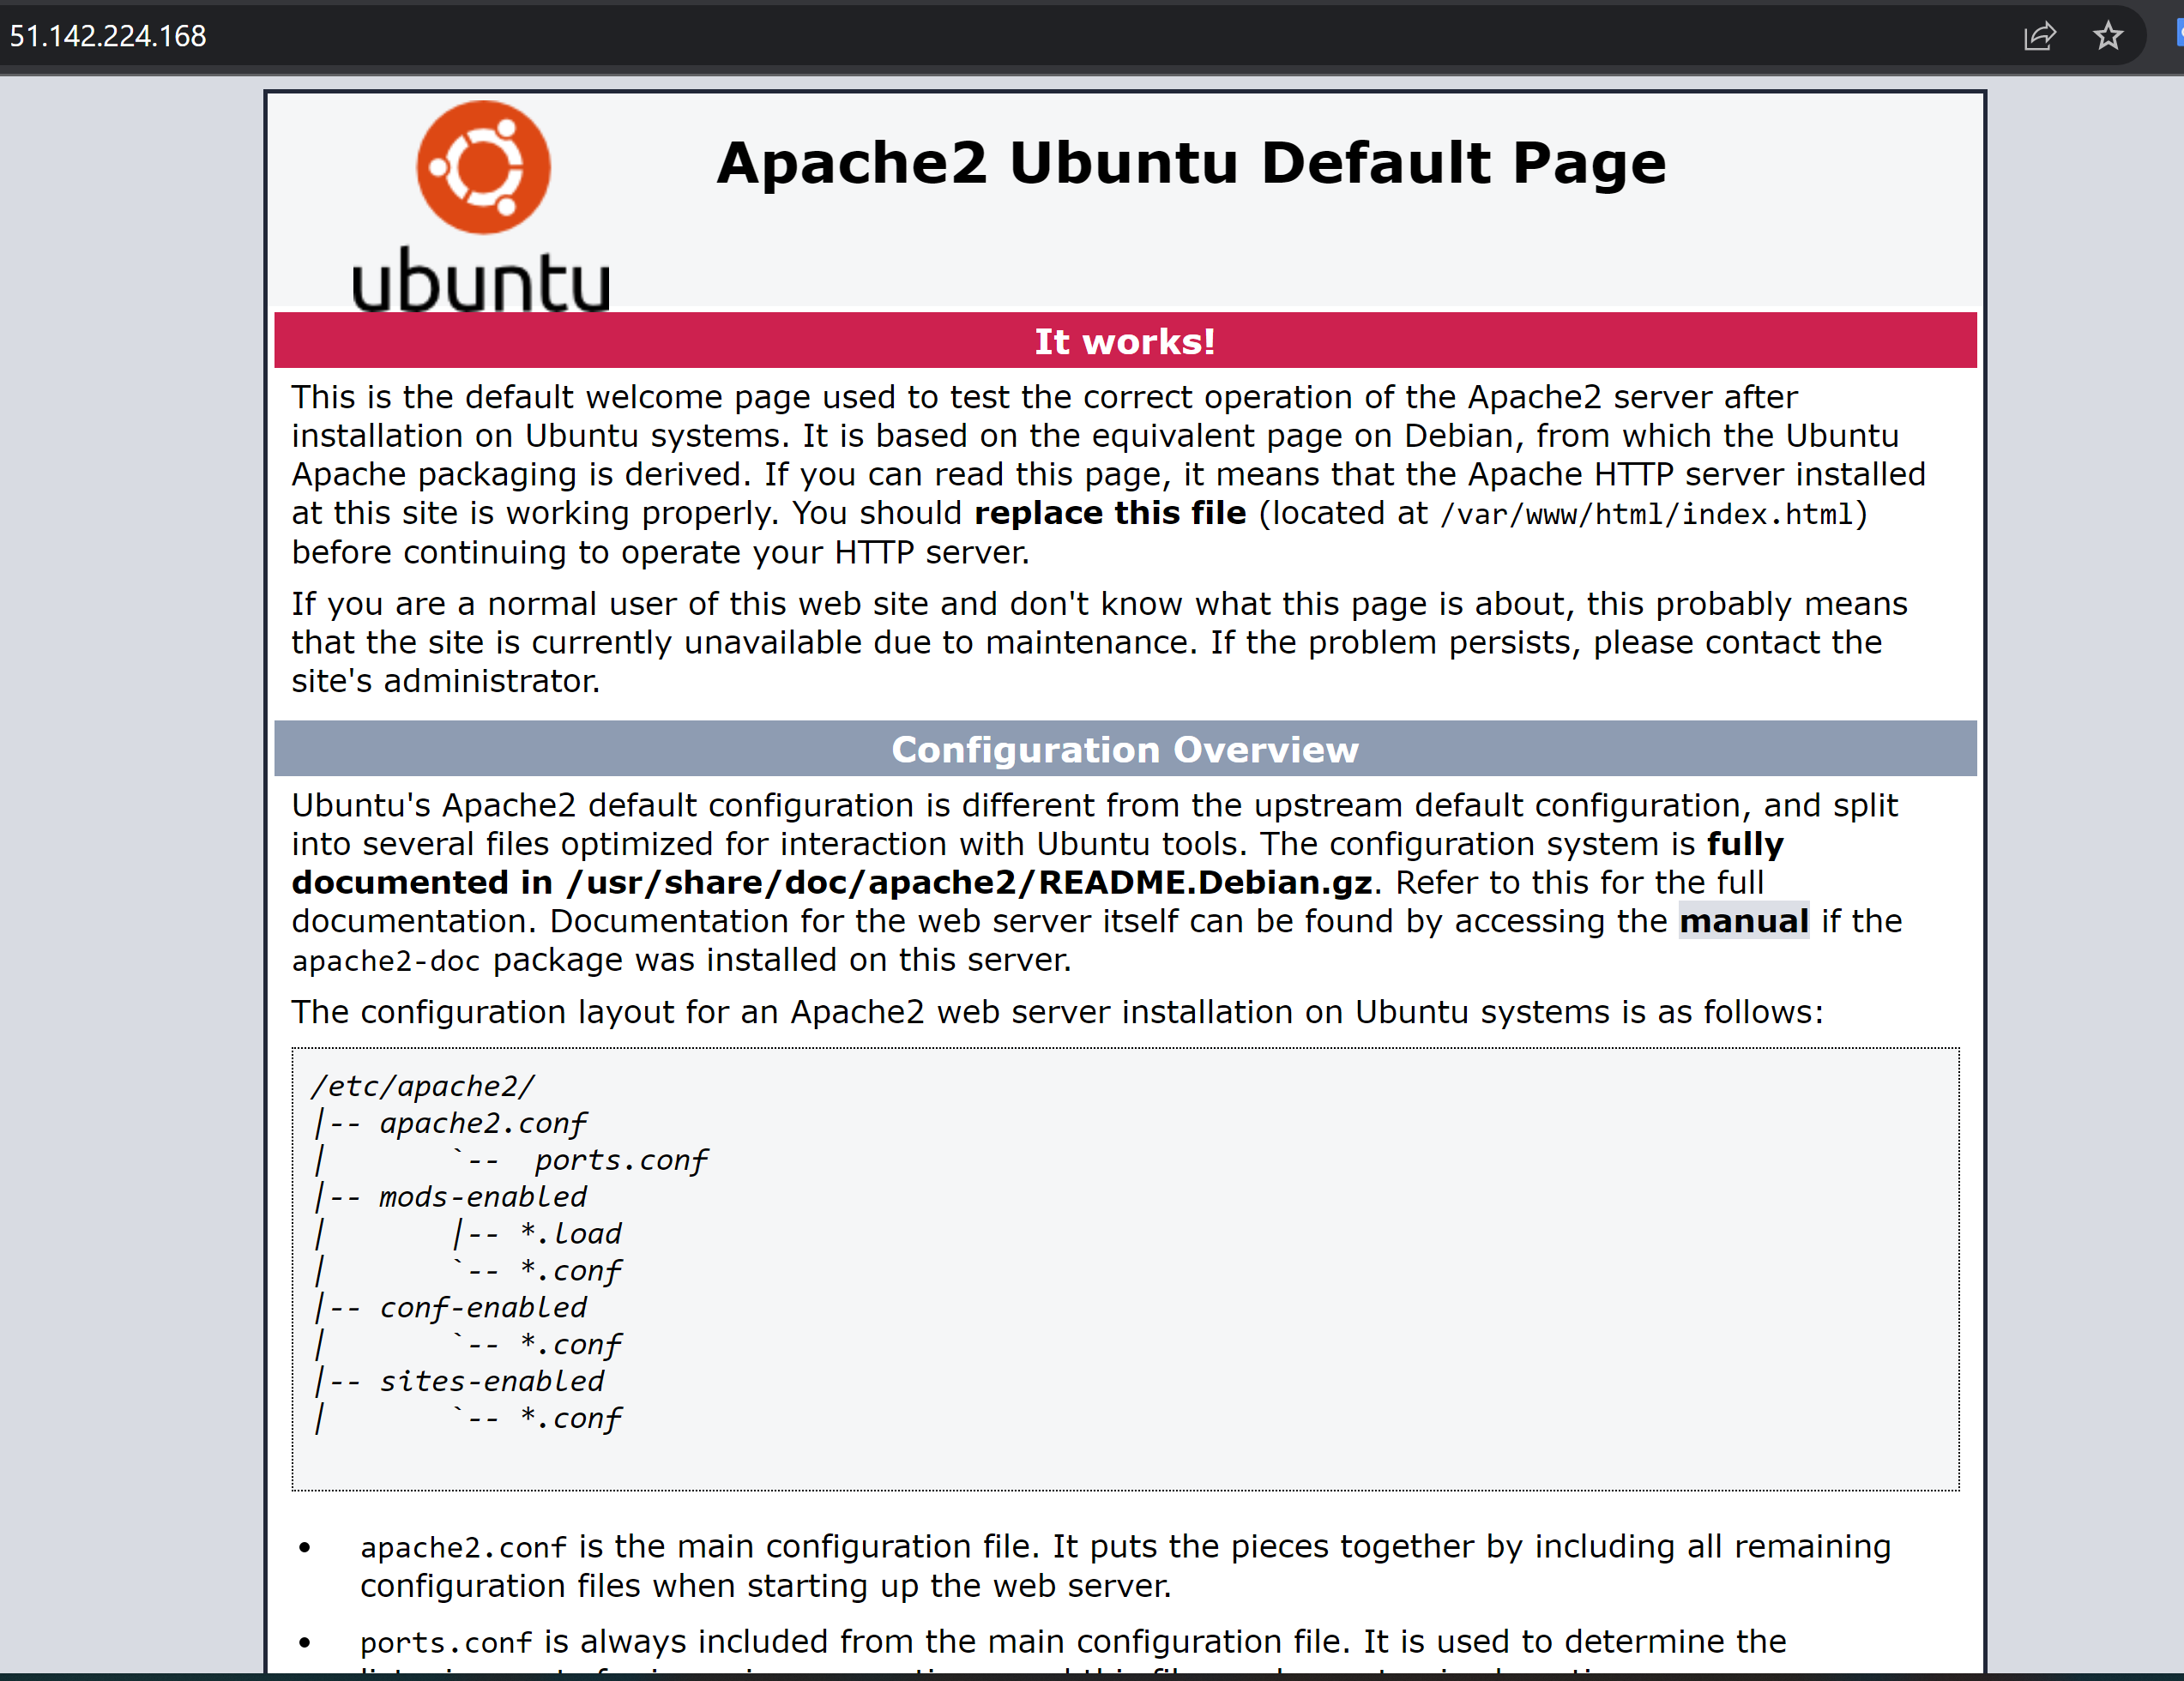 51.142.224.168
ubuntu
Apache2 Ubuntu Default Page
It works!
This is the default welcome page used to test the correct operation of the Apache2 server after
installation on Ubuntu systems. It is based on the equivalent page on Debian, from which the Ubuntu
Apache packaging is derived. If you can read this page, it means that the Apache HTTP server installed
at this site is working properly. You should replace this file (located at /var/www/html/index.html)
before continuing to operate your HTTP server.
If you are a normal user of this web site and don't know what this page is about, this probably means
that the site is currently unavailable due to maintenance. If the problem persists, please contact the
site's administrator.
Configuration Overview
Ubuntu's Apache2 default configuration is different from the upstream default configuration, and split
into several files optimized for interaction with Ubuntu tools. The configuration system is fully
documented in /usr/share/doc/apache2/README.Debian.gz. Refer to this for the full
documentation. Documentation for the web server itself can be found by accessing the manual if the
apache2-doc package was installed on this server.
The configuration layout for an Apache2 web server installation on Ubuntu systems is as follows:
/etc/apache2/
|-- apache2.conf
|       `--  ports.conf
|-- mods-enabled
|       |-- *.load
|       `-- *.conf
|-- conf-enabled
|       `-- *.conf
|-- sites-enabled
|       `-- *.conf
• apache2.conf is the main configuration file. It puts the pieces together by including all remaining
configuration files when starting up the web server.
• ports.conf is always included from the main configuration file. It is used to determine the